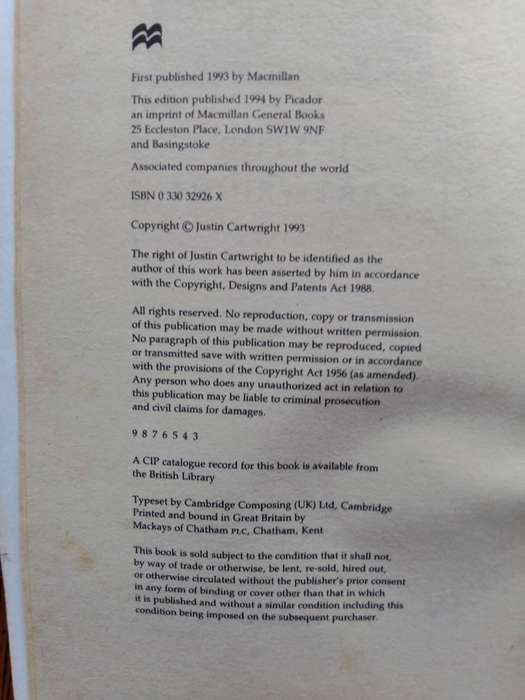 First published 1993 by Macmillan
This edition published 1994 by Picador
an imprint of Macmillan General Books
25 Eccleston Place, London SW1W 9NF
and Basingstoke
Associated companies throughout the world
ISBN 0 330 32926 X
Copyright © Justin Cartwright 1993
The right of Justin Cartwright to be identified as the
author of this work has been asserted by him in accordance
with the Copyright, Designs and Patents Act 1988.
All rights reserved. No reproduction, copy or transmission
of this publication may be made without written permission.
No paragraph of this publication may be reproduced, copied
or transmitted save with written permission or in accordance
with the provisions of the Copyright Act 1956 (as amended).
Any person who does any unauthorized act in relation to
this publication may be liable to criminal prosecution
and civil claims for damages.
9 8 7 6 5 4 3
A CIP catalogue record for this book is available from
the British Library
Typeset by Cambridge Composing (UK) Ltd, Cambridge
Printed and bound in Great Britain by
Mackays of Chatham PLC, Chatham, Kent
This book is sold subject to the condition that it shall not,
by way of trade or otherwise, be lent, re-sold, hired out,
or otherwise circulated without the publisher's prior consent
in any form of binding or cover other than that in which
it is published and without a similar condition including this
condition being imposed on the subsequent purchaser.